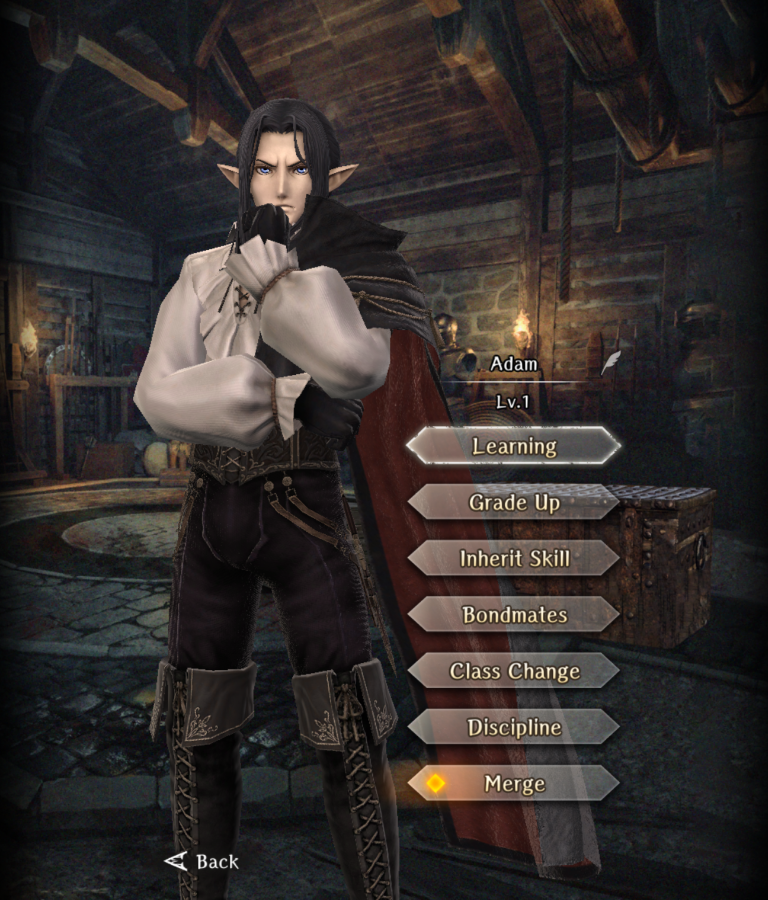 Adam
Lv.1
Learning
Grade Up
Inherit Skill
Bondmates
Class Change
Discipline
Merge
Back